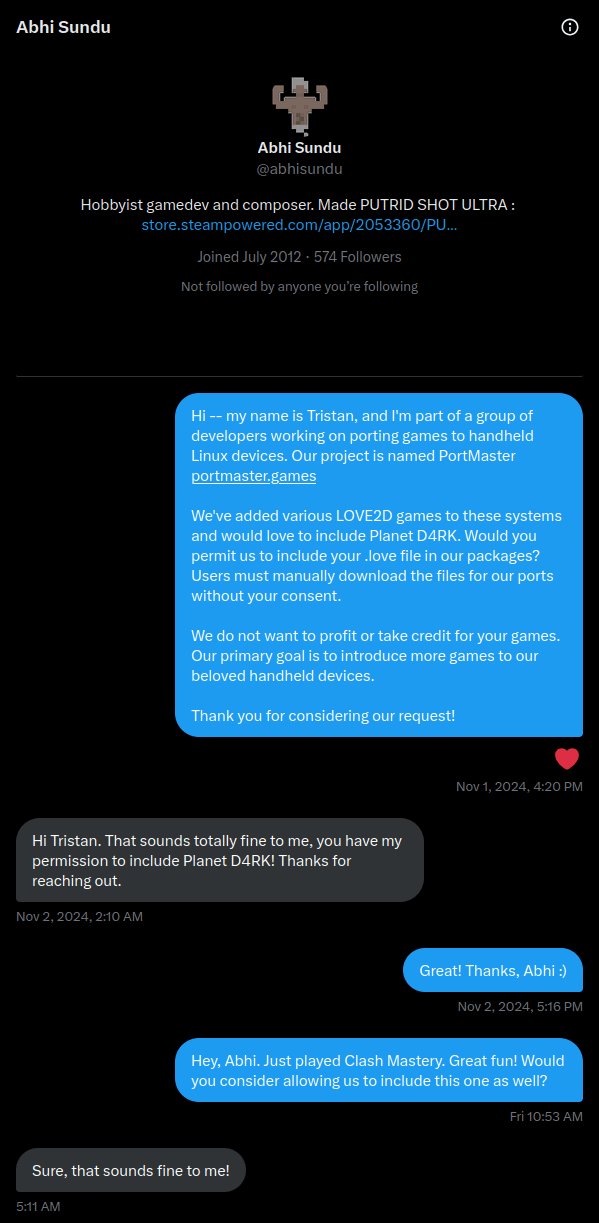 Abhi Sundu
Abhi Sundu
@abhisundu
Hobbyist gamedev and composer. Made PUTRID SHOT ULTRA :
store.steampowered.com/app/2053360/PU...
Joined July 2012 · 574 Followers
Not followed by anyone you're following
Hi -- my name is Tristan, and I'm part of a group of
developers working on porting games to handheld
Linux devices. Our project is named PortMaster
portmaster.games
We've added various LOVE2D games to these systems
and would love to include Planet D4RK. Would you
permit us to include your .love file in our packages?
Users must manually download the files for our ports
without your consent.
We do not want to profit or take credit for your games.
Our primary goal is to introduce more games to our
beloved handheld devices.
Thank you for considering our request!
Nov 1, 2024, 4:20 PM
Hi Tristan. That sounds totally fine to me, you have my
permission to include Planet D4RK! Thanks for
reaching out.
Nov 2, 2024, 2:10 AM
Great! Thanks, Abhi :)
Nov 2, 2024, 5:16 PM
Hey, Abhi. Just played Clash Mastery. Great fun! Would
you consider allowing us to include this one as well?
Fri 10:53 AM
Sure, that sounds fine to me!
5:11 AM